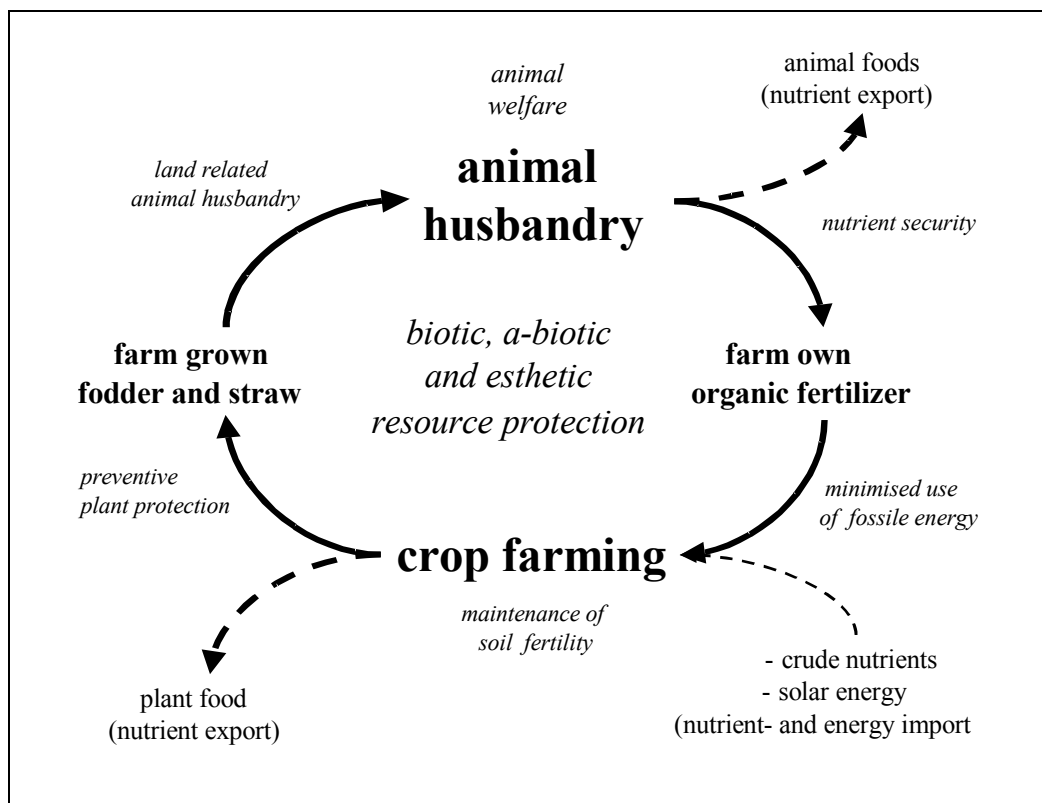 animal
welfare
animal foods
(nutrient export)
land related
animal husbandry
animal
husbandry
nutrient security
biotic, a-biotic
and esthetic
resource protection
farm grown
fodder and straw
farm own
organic fertilizer
preventive
plant protection
minimised use
of fossile energy
crop farming
maintenance of
soil fertility
plant food
(nutrient export)
- crude nutrients
- solar energy
(nutrient- and energy import